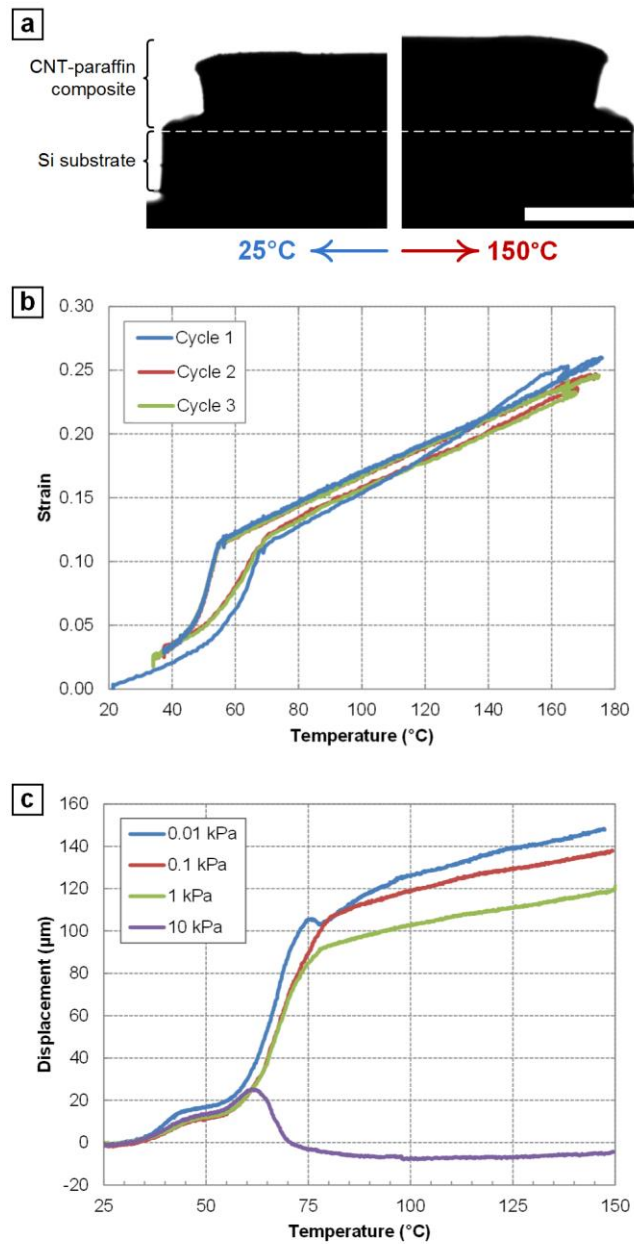 a
CNT-paraffin
composite
Si substrate
25°C
150°C
b
0.30
0.25
0.20
0.15
0.10
0.05
0.00
Strain
Cycle 1
Cycle 2
Cycle 3
20 40 60 80 100 120 140 160 180
Temperature (°C)
c
160
140
120
100
80
60
40
20
0
-20
Displacement (µm)
0.01 kPa
0.1 kPa
1 kPa
10 kPa
25 50 75 100 125 150
Temperature (°C)